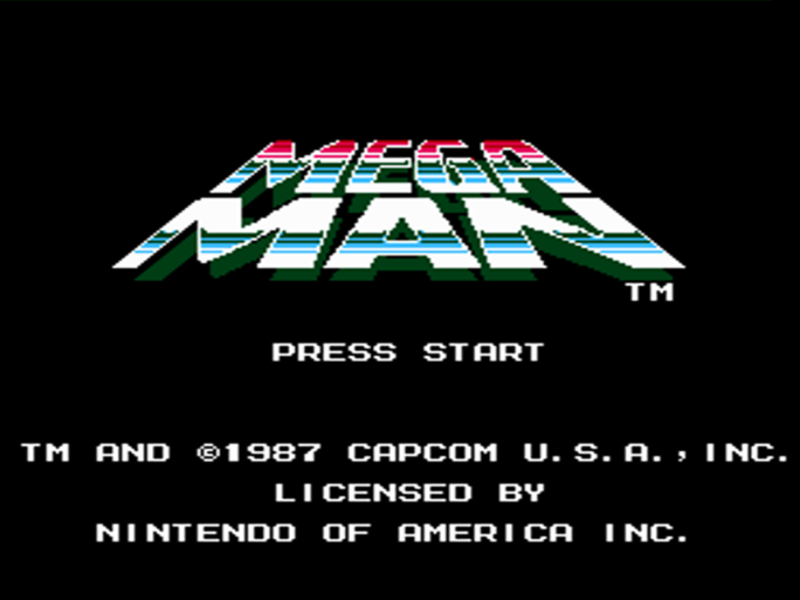 MEGA
MAN
TM
PRESS START
TM AND ©1987 CAPCOM U.S.A., INC.
LICENSED BY
NINTENDO OF AMERICA INC.